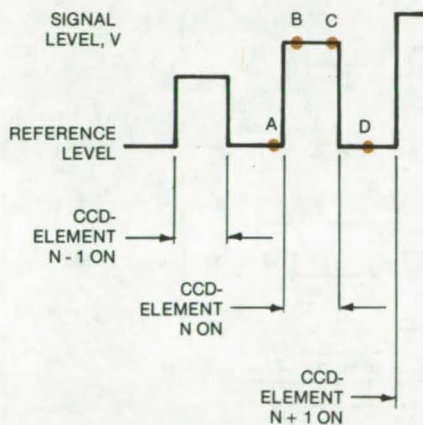 SIGNAL
LEVEL, V
B C
A
D
REFERENCE
LEVEL
CCD-
ELEMENT
N - 1 ON
CCD-
ELEMENT
N ON
CCD-
ELEMENT
N + 1 ON